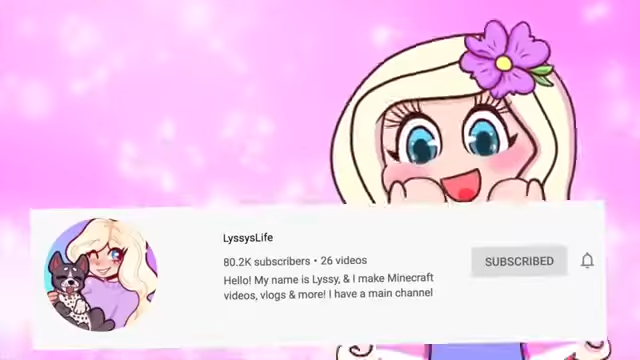 LyssysLife
80.2K subscribers • 26 videos
SUBSCRIBED
Hello! My name is Lyssy, & I make Minecraft
videos, vlogs & more! I have a main channel